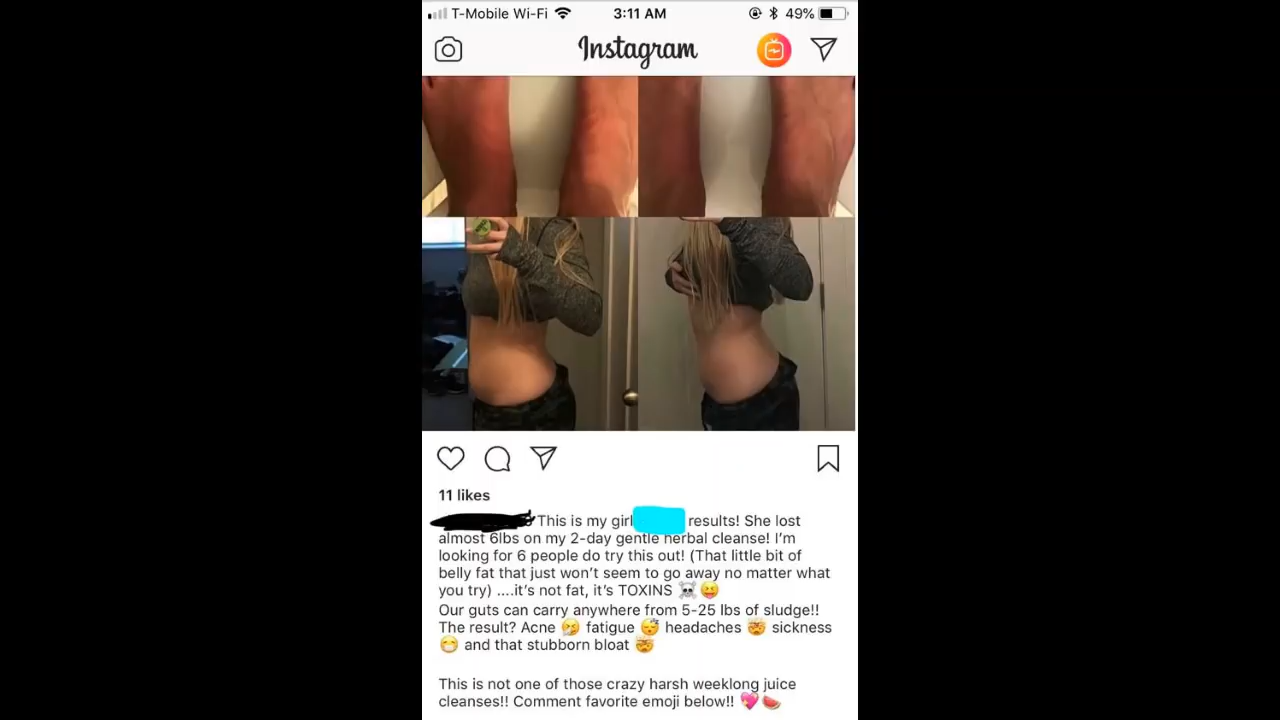 T-Mobile Wi-Fi 3:11 AM 49%
Instagram
11 likes
This is my girl results! She lost
almost 6lbs on my 2-day gentle herbal cleanse! I'm
looking for 6 people do try this out! (That little bit of
belly fat that just won't seem to go away no matter what
you try) ....it's not fat, it's TOXINS ☠️😝
Our guts can carry anywhere from 5-25 lbs of sludge!!
The result? Acne 🤧 fatigue 😴 headaches 🤯 sickness
😷 and that stubborn bloat 🤯
This is not one of those crazy harsh weeklong juice
cleanses!! Comment favorite emoji below!! 💖🍉